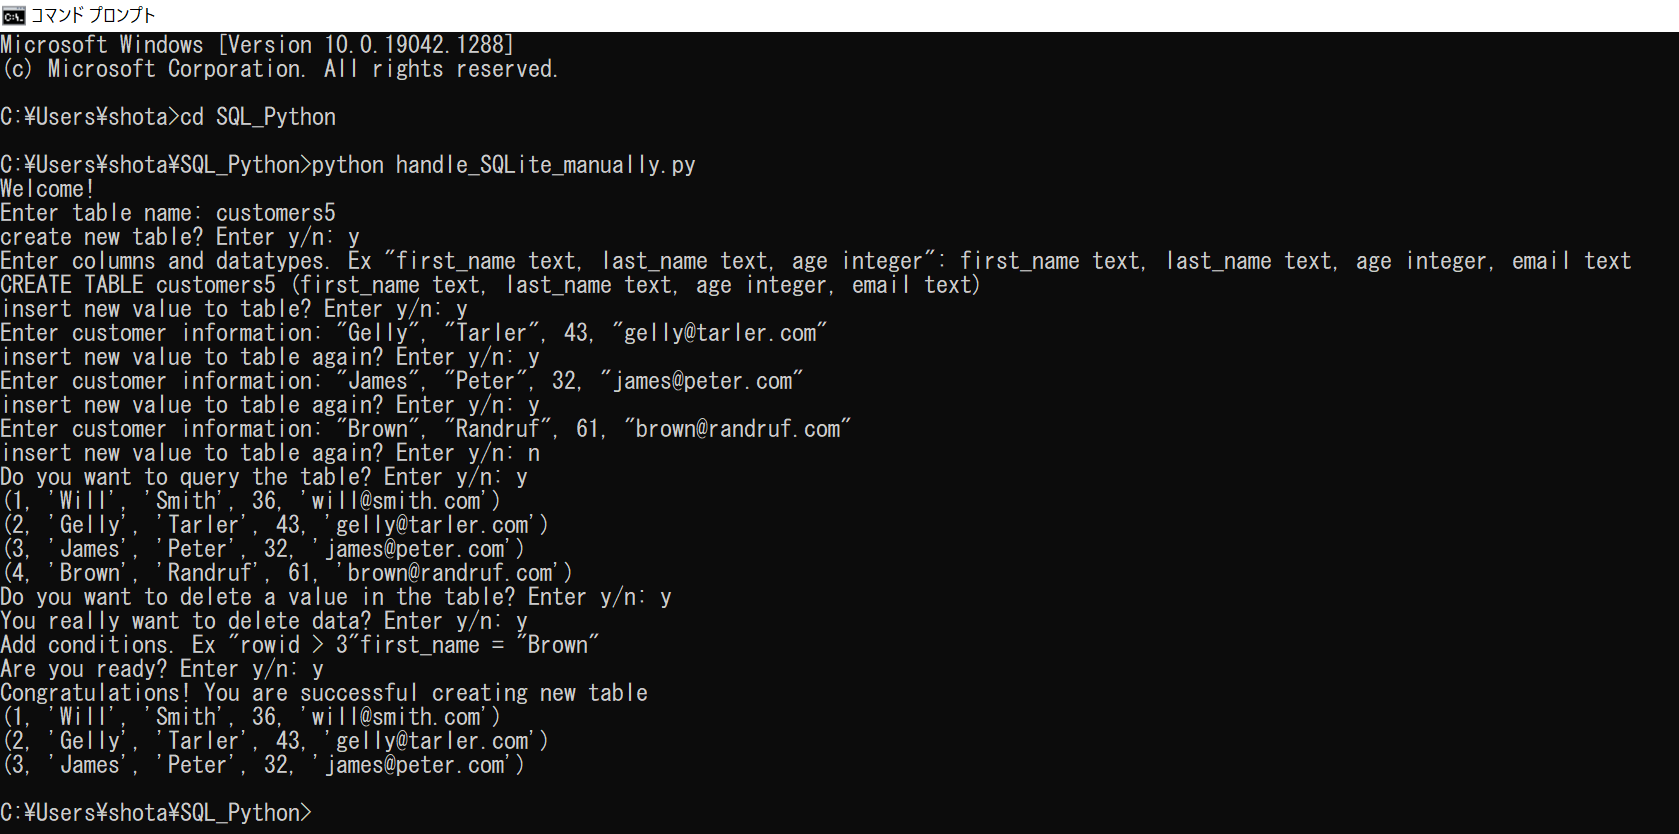 コマンド プロンプト
Microsoft Windows [Version 10.0.19042.1288]
(c) Microsoft Corporation. All rights reserved.
C:¥Users¥shota>cd SQL_Python
C:¥Users¥shota¥SQL_Python>python handle_SQLite_manually.py
Welcome!
Enter table name: customers5
create new table? Enter y/n: y
Enter columns and datatypes. Ex "first_name text, last_name text, age integer": first_name text, last_name text, age integer, email text
CREATE TABLE customers5 (first_name text, last_name text, age integer, email text)
insert new value to table? Enter y/n: y
Enter customer information: "Gelly", "Tarler", 43, "gelly@tarler.com"
insert new value to table again? Enter y/n: y
Enter customer information: "James", "Peter", 32, "james@peter.com"
insert new value to table again? Enter y/n: y
Enter customer information: "Brown", "Randruf", 61, "brown@randruf.com"
insert new value to table again? Enter y/n: n
Do you want to query the table? Enter y/n: y
(1, 'Will', 'Smith', 36, 'will@smith.com')
(2, 'Gelly', 'Tarler', 43, 'gelly@tarler.com')
(3, 'James', 'Peter', 32, 'james@peter.com')
(4, 'Brown', 'Randruf', 61, 'brown@randruf.com')
Do you want to delete a value in the table? Enter y/n: y
You really want to delete data? Enter y/n: y
Add conditions. Ex "rowid > 3"first_name = "Brown"
Are you ready? Enter y/n: y
Congratulations! You are successful creating new table
(1, 'Will', 'Smith', 36, 'will@smith.com')
(2, 'Gelly', 'Tarler', 43, 'gelly@tarler.com')
(3, 'James', 'Peter', 32, 'james@peter.com')
C:¥Users¥shota¥SQL_Python>